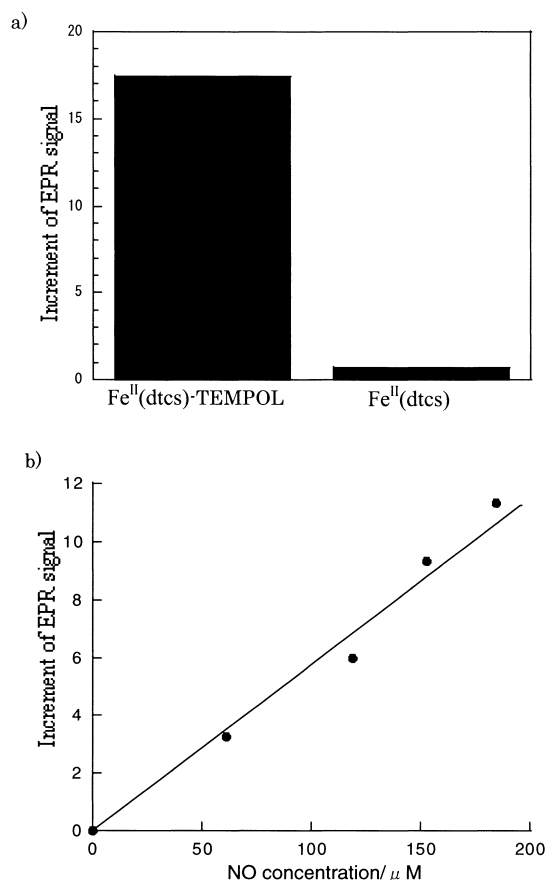 a)
Increment of EPR signal
20
15
10
5
0
Fe^II(dtcs)-TEMPOL
Fe^II(dtcs)
b)
Increment of EPR signal
12
10
8
6
4
2
0
0
50
100
150
200
NO concentration/ μ M